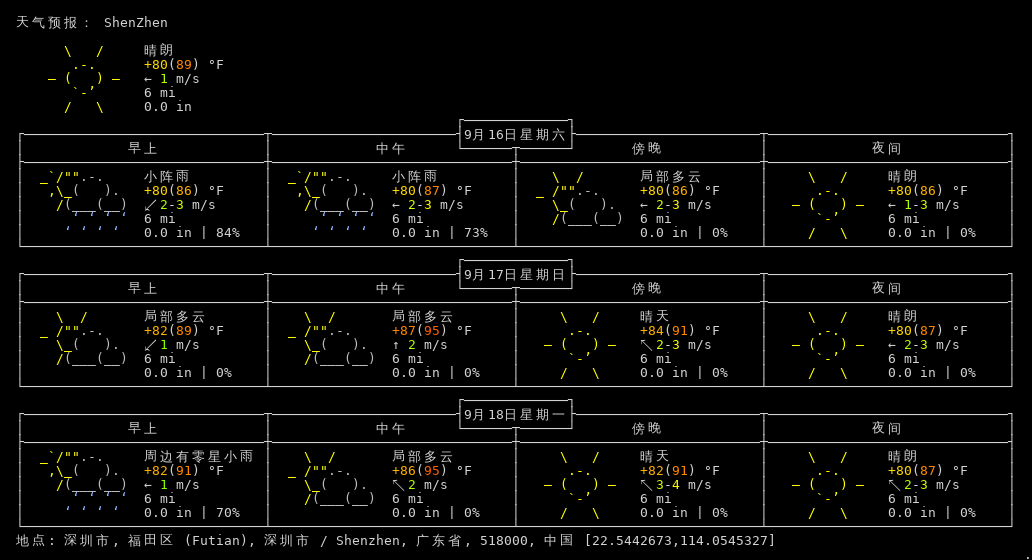 天气预报： ShenZhen
晴朗
+80(89) °F
← 1 m/s
6 mi
0.0 in
9月16日星期六
早上 中午 傍晚 夜间
小阵雨 小阵雨 局部多云 晴朗
+80(86) °F +80(87) °F +80(86) °F +80(86) °F
↙ 2-3 m/s ← 2-3 m/s ← 2-3 m/s ← 1-3 m/s
6 mi 6 mi 6 mi 6 mi
0.0 in | 84% 0.0 in | 73% 0.0 in | 0% 0.0 in | 0%
9月17日星期日
早上 中午 傍晚 夜间
局部多云 局部多云 晴天 晴朗
+82(89) °F +87(95) °F +84(91) °F +80(87) °F
↙ 1 m/s ↑ 2 m/s ↖ 2-3 m/s ← 2-3 m/s
6 mi 6 mi 6 mi 6 mi
0.0 in | 0% 0.0 in | 0% 0.0 in | 0% 0.0 in | 0%
9月18日星期一
早上 中午 傍晚 夜间
周边有零星小雨 局部多云 晴天 晴朗
+82(91) °F +86(95) °F +82(91) °F +80(87) °F
← 1 m/s ↖ 2 m/s ↖ 3-4 m/s ↖ 2-3 m/s
6 mi 6 mi 6 mi 6 mi
0.0 in | 70% 0.0 in | 0% 0.0 in | 0% 0.0 in | 0%
地点: 深圳市, 福田区 (Futian), 深圳市 / Shenzhen, 广东省, 518000, 中国 [22.5442673,114.0545327]